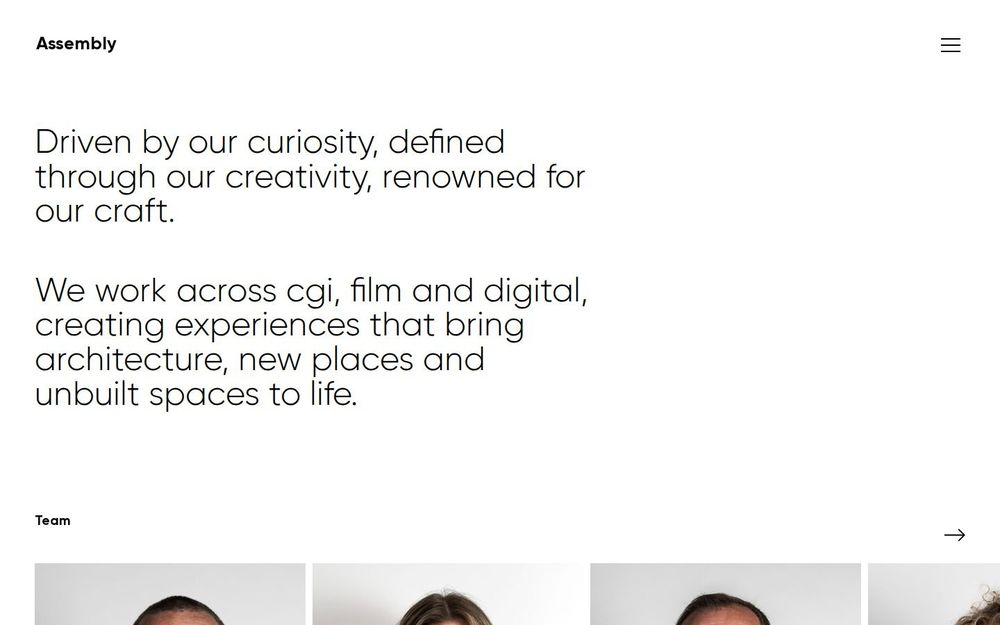 Assembly
Driven by our curiosity, defined
through our creativity, renowned for
our craft.
We work across cgi, film and digital,
creating experiences that bring
architecture, new places and
unbuilt spaces to life.
Team